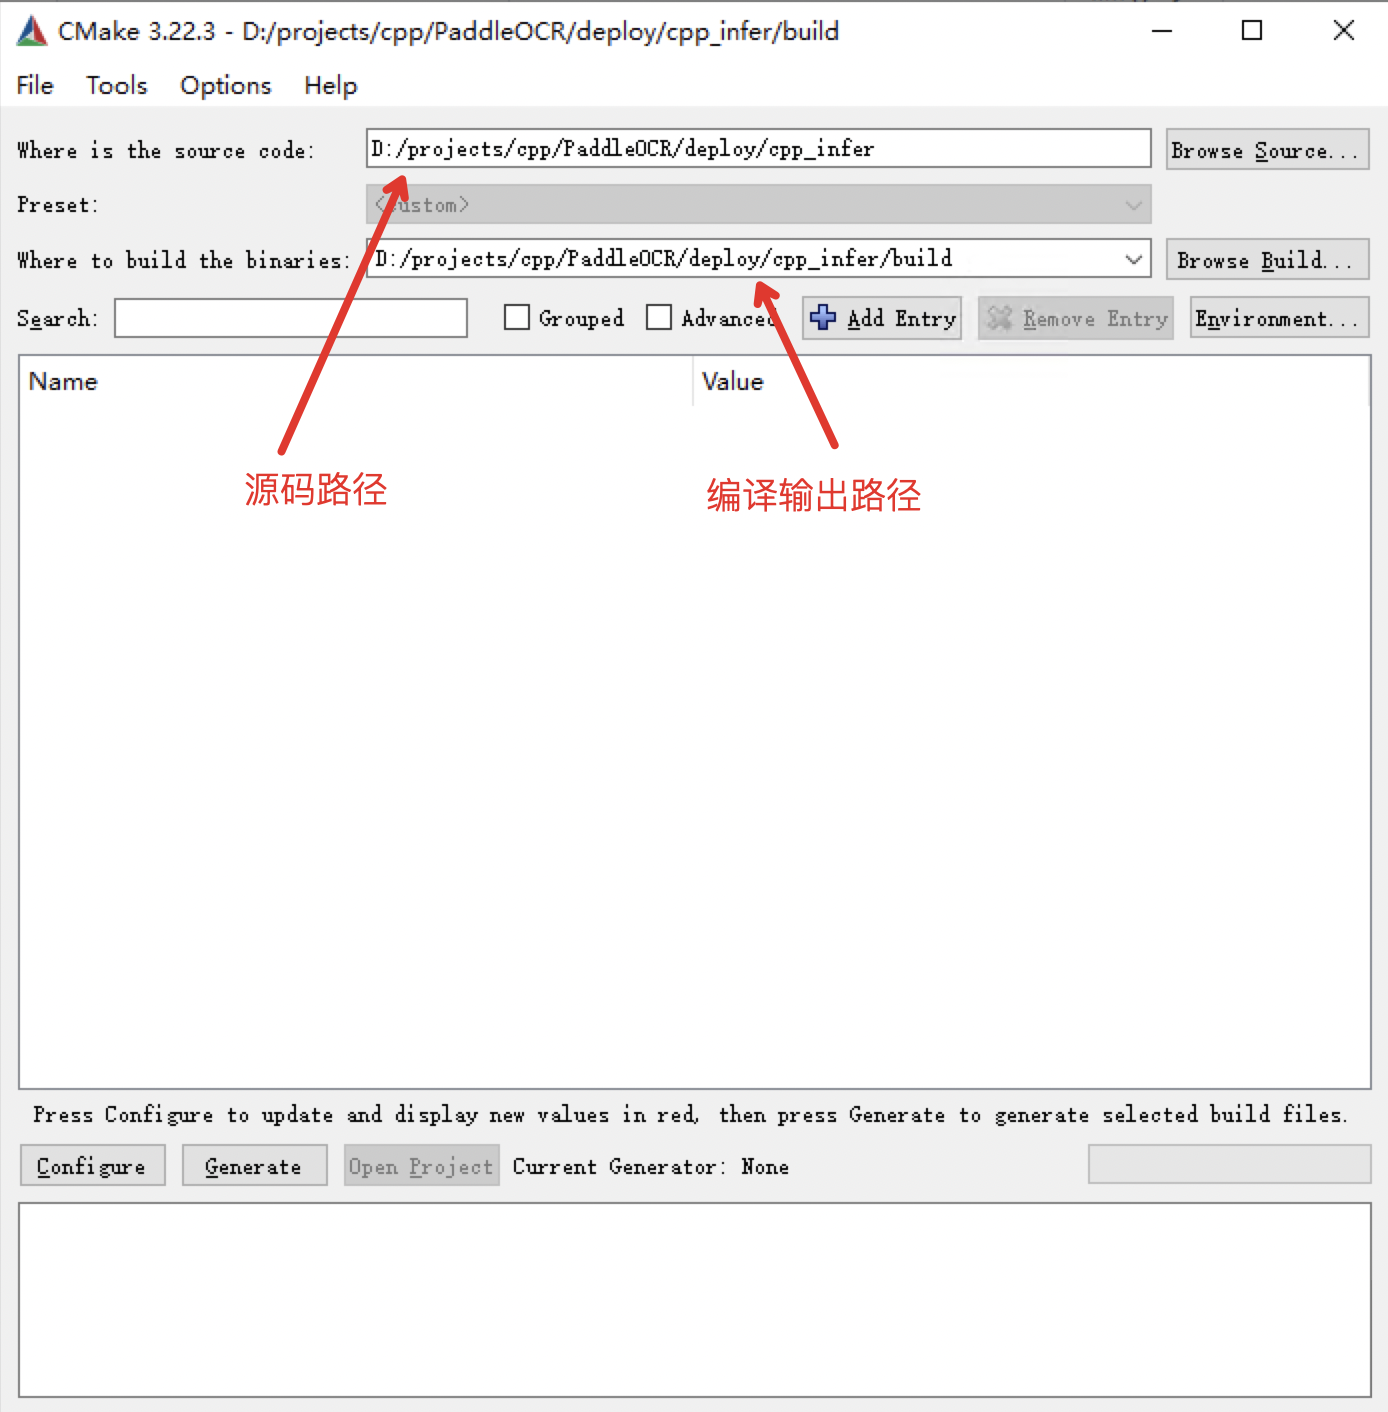 CMake 3.22.3 - D:/projects/cpp/PaddleOCR/deploy/cpp_infer/build
File Tools Options Help
Where is the source code: D:/projects/cpp/PaddleOCR/deploy/cpp_infer Browse Source...
Preset: <Custom>
Where to build the binaries: D:/projects/cpp/PaddleOCR/deploy/cpp_infer/build Browse Build...
Search: Grouped Advanced Add Entry Remove Entry Environment...
Name Value
源码路径 编译输出路径
Press Configure to update and display new values in red, then press Generate to generate selected build files.
Configure Generate Open Project Current Generator: None